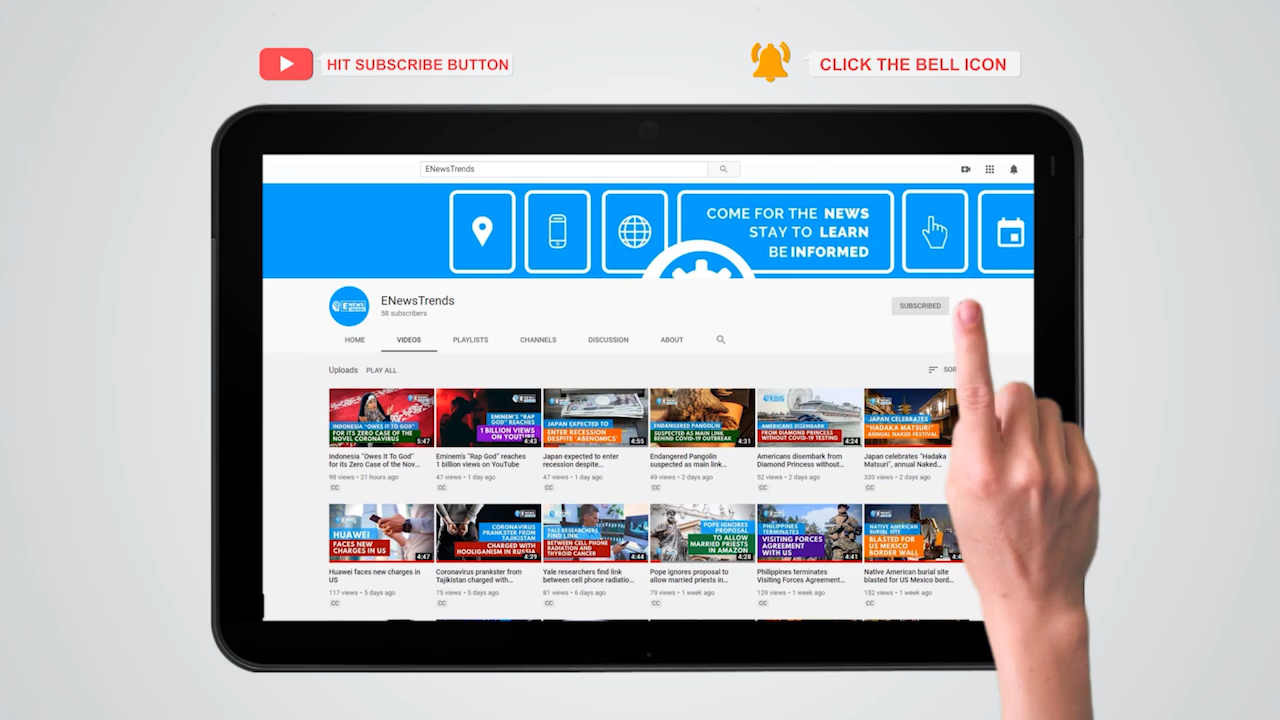 HIT SUBSCRIBE BUTTON
CLICK THE BELL ICON
ENewsTrends
COME FOR THE NEWS
STAY TO LEARN
BE INFORMED
ENewsTrends
58 subscribers
SUBSCRIBED
HOME
VIDEOS
PLAYLISTS
CHANNELS
DISCUSSION
ABOUT
Uploads
PLAY ALL
SOR
INDONESIA "OWES IT TO GOD"
FOR ITS ZERO CASE OF THE
NOVEL CORONAVIRUS
5:47
EMINEM'S "RAP
GOD" REACHES
1 BILLION VIEWS
ON YOUTUBE
4:43
JAPAN EXPECTED TO
ENTER RECESSION
DESPITE 'ABENOMICS'
4:55
ENDANGERED PANGOLIN
SUSPECTED AS MAIN LINK
BEHIND COVID-19 OUTBREAK
4:31
AMERICANS DISEMBARK
FROM DIAMOND PRINCESS
WITHOUT COVID-19 TESTING
4:24
JAPAN CELEBRATES
"HADAKA MATSURI"
ANNUAL NAKED FESTIVAL
Indonesia "Owes It To God"
for its Zero Case of the Nov...
98 views • 21 hours ago
CC
Eminem's "Rap God" reaches
1 billion views on YouTube
47 views • 1 day ago
CC
Japan expected to enter
recession despite...
47 views • 1 day ago
CC
Endangered Pangolin
suspected as main link...
49 views • 2 days ago
CC
Americans disembark from
Diamond Princess without...
52 views • 2 days ago
CC
Japan celebrates "Hadaka
Matsuri", annual Naked...
333 views • 2 days ago
CC
HUAWEI
FACES NEW
CHARGES IN US
4:47
CORONAVIRUS
PRANKSTER FROM
TAJIKISTAN
CHARGED WITH
HOOLIGANISM IN RUSSIA
4:39
YALE RESEARCHERS
FIND LINK
BETWEEN CELL PHONE
RADIATION AND
THYROID CANCER
4:44
POPE IGNORES
PROPOSAL
TO ALLOW
MARRIED PRIESTS
IN AMAZON
4:28
PHILIPPINES
TERMINATES
VISITING FORCES
AGREEMENT
WITH US
4:41
NATIVE AMERICAN
BURIAL SITE
BLASTED FOR
US MEXICO
BORDER WALL
4:4
Huawei faces new charges in
US
117 views • 5 days ago
CC
Coronavirus prankster from
Tajikistan charged with...
75 views • 5 days ago
CC
Yale researchers find link
between cell phone radiatio...
81 views • 6 days ago
CC
Pope ignores proposal to
allow married priests in...
79 views • 1 week ago
CC
Philippines terminates
Visiting Forces Agreement...
129 views • 1 week ago
CC
Native American burial site
blasted for US Mexico bord...
152 views • 1 week ago
CC